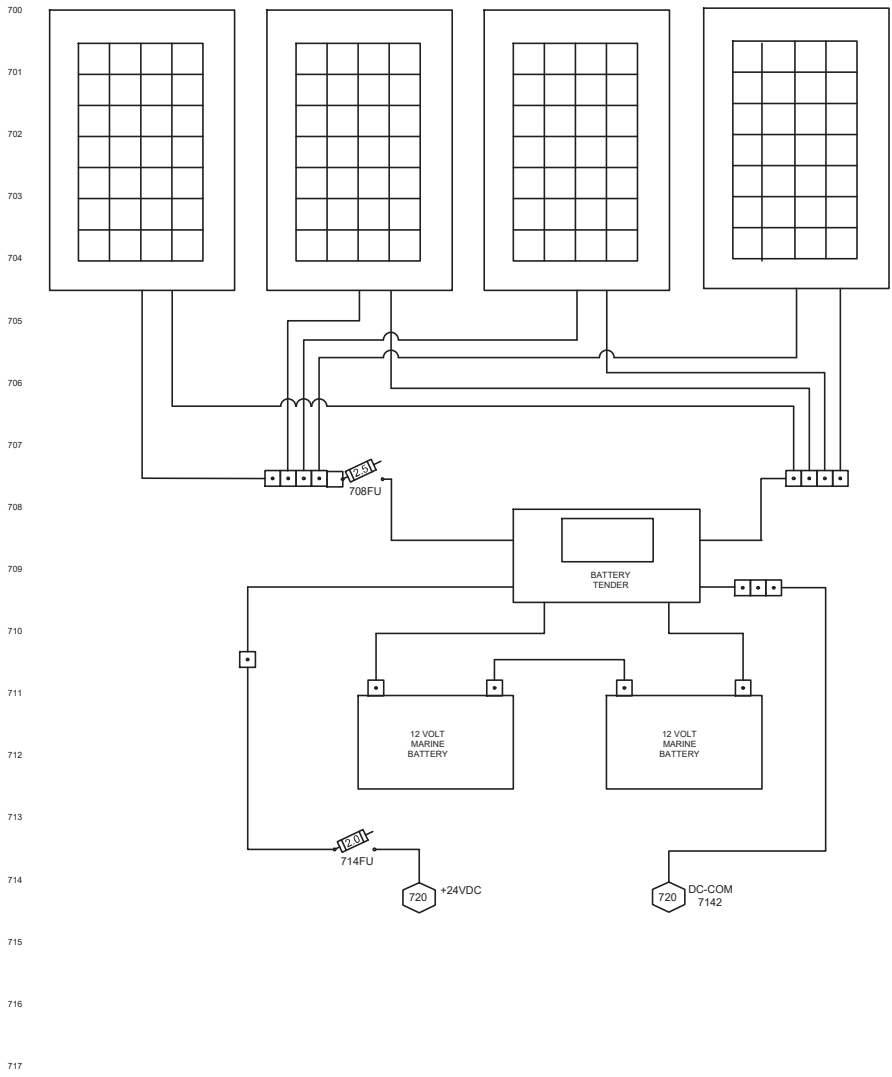 700
701
702
703
704
705
706
707
2.5
708FU
708
709
BATTERY
TENDER
710
711
12 VOLT
MARINE
BATTERY
12 VOLT
MARINE
BATTERY
712
713
2.0
714FU
714
720
+24VDC
720
DC-COM
7142
715
716
717